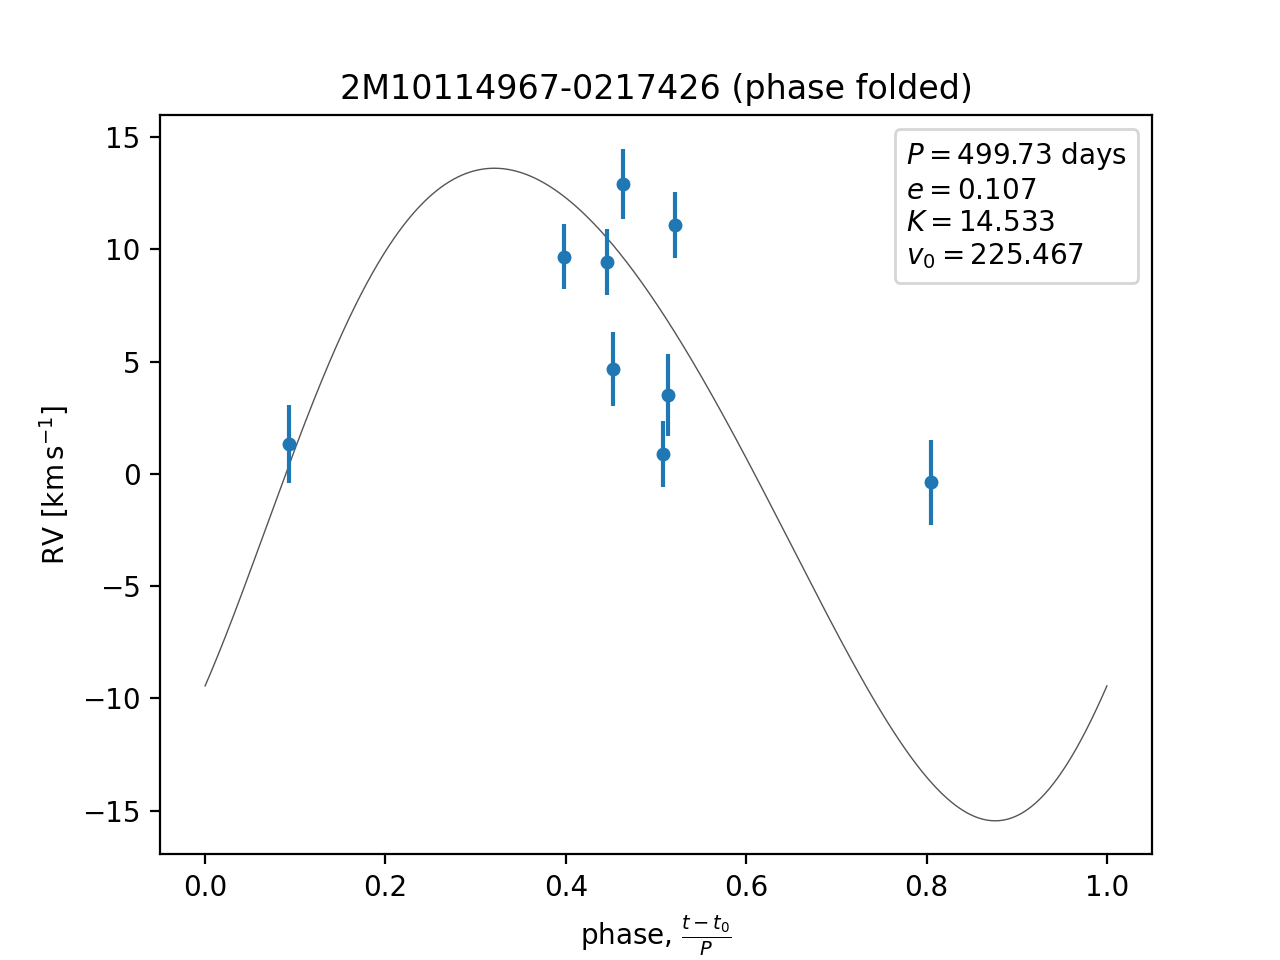 2M10114967-0217426 (phase folded)
P = 499.73 days
e = 0.107
K = 14.533
v₀ = 225.467
15
10
5
0
−5
−10
−15
RV [km s⁻¹]
0.0 0.2 0.4 0.6 0.8 1.0
phase, (t − t₀)/P